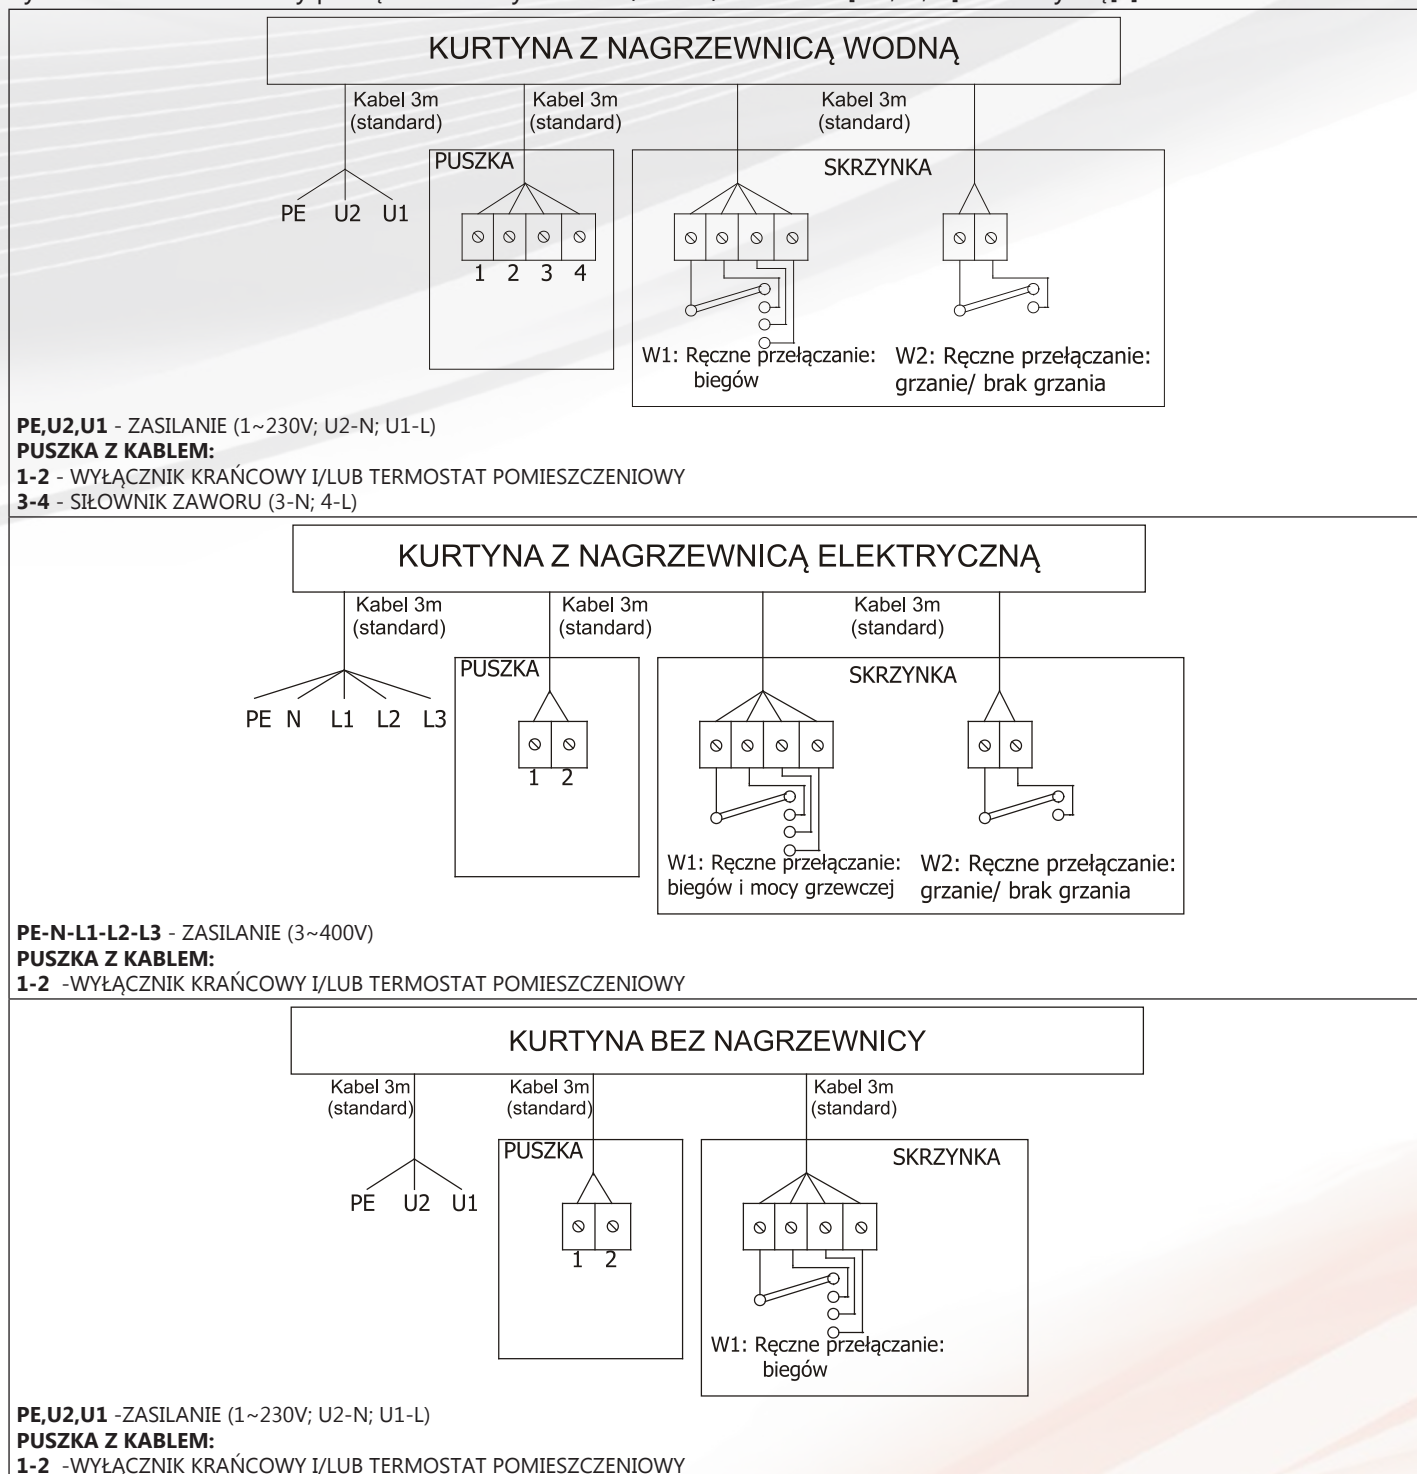 KURTYNA Z NAGRZEWNICĄ WODNĄ
Kabel 3m
(standard)
Kabel 3m
(standard)
Kabel 3m
(standard)
PE U2 U1
PUSZKA
1 2 3 4
SKRZYNKA
W1: Ręczne przełączanie:
biegów
W2: Ręczne przełączanie:
grzanie/ brak grzania
PE,U2,U1 - ZASILANIE (1~230V; U2-N; U1-L)
PUSZKA Z KABLEM:
1-2 - WYŁĄCZNIK KRAŃCOWY I/LUB TERMOSTAT POMIESZCZENIOWY
3-4 - SIŁOWNIK ZAWORU (3-N; 4-L)
KURTYNA Z NAGRZEWNICĄ ELEKTRYCZNĄ
Kabel 3m
(standard)
Kabel 3m
(standard)
Kabel 3m
(standard)
PE N L1 L2 L3
PUSZKA
1 2
SKRZYNKA
W1: Ręczne przełączanie:
biegów i mocy grzewczej
W2: Ręczne przełączanie:
grzanie/ brak grzania
PE-N-L1-L2-L3 - ZASILANIE (3~400V)
PUSZKA Z KABLEM:
1-2 -WYŁĄCZNIK KRAŃCOWY I/LUB TERMOSTAT POMIESZCZENIOWY
KURTYNA BEZ NAGRZEWNICY
Kabel 3m
(standard)
Kabel 3m
(standard)
Kabel 3m
(standard)
PE U2 U1
PUSZKA
1 2
SKRZYNKA
W1: Ręczne przełączanie:
biegów
PE,U2,U1 -ZASILANIE (1~230V; U2-N; U1-L)
PUSZKA Z KABLEM:
1-2 -WYŁĄCZNIK KRAŃCOWY I/LUB TERMOSTAT POMIESZCZENIOWY